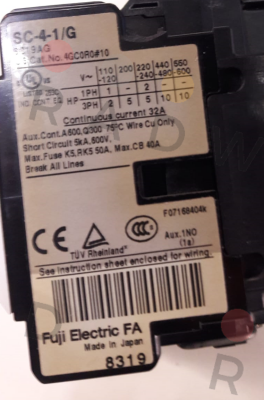 SC-4-1/G
Cat.No. 4GC0R0#10
V~ 110-120 200 220-240 440-480 550-600
1PH 1 - 2 - -
HP 3PH 2 5 5 10 10
Continuous current 32A
Aux.Cont.A600,Q300 75°C Wire Cu Only
Short Circuit 5kA,600V.
Max.Fuse K5,RK5 50A, Max.CB 40A
Break All Lines
F07168404k
TÜV Rheinland
Aux.1NO
(1a)
See instruction sheet enclosed for wiring.
Fuji Electric FA
Made in Japan
8319